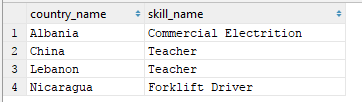 country_name skill_name
1 Albania Commercial Electrition
2 China Teacher
3 Lebanon Teacher
4 Nicaragua Forklift Driver